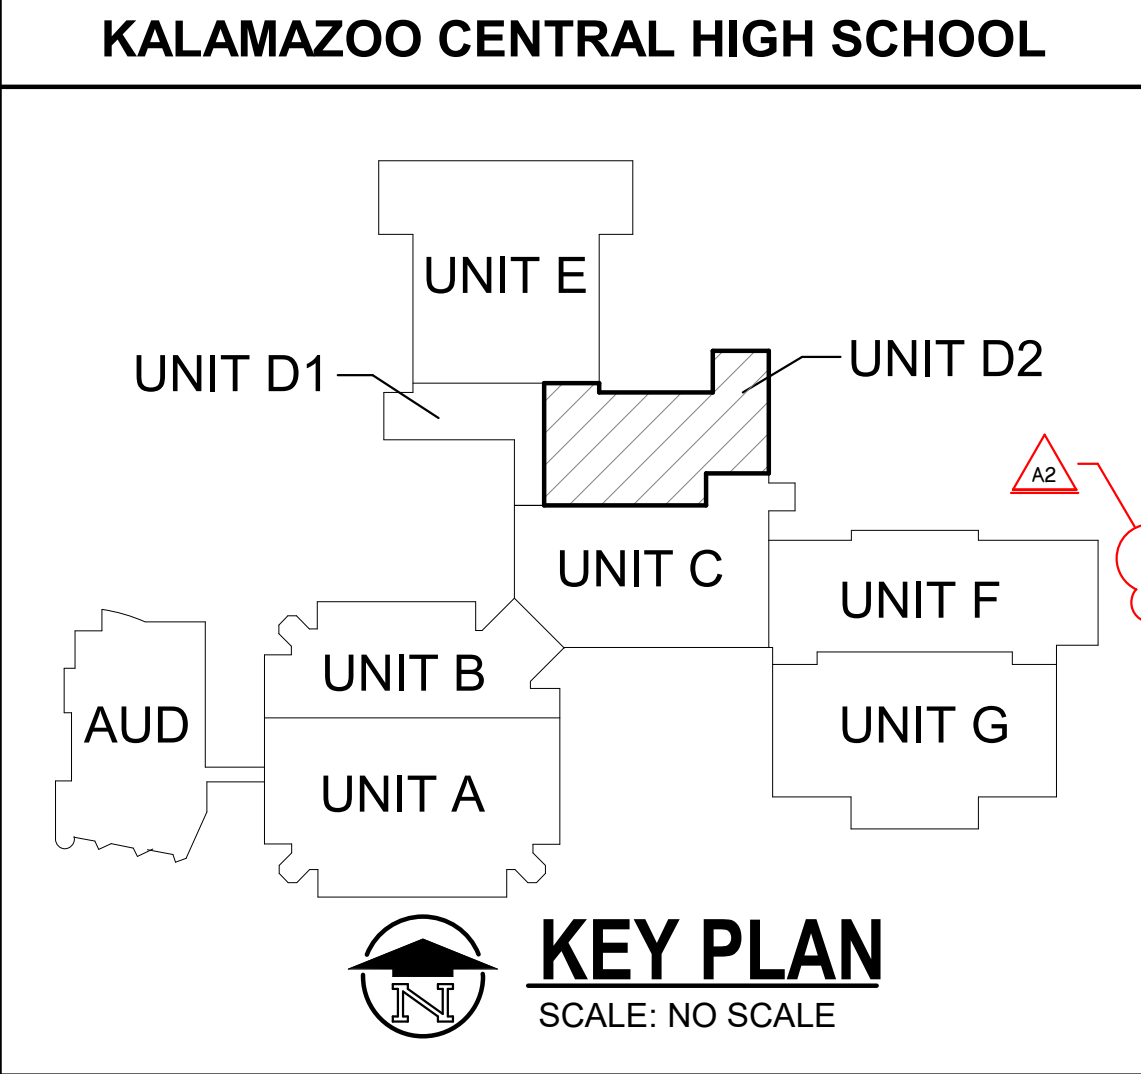 KALAMAZOO CENTRAL HIGH SCHOOL
UNIT E
UNIT D1
UNIT D2
A2
UNIT C
UNIT F
UNIT B
AUD
UNIT G
UNIT A
KEY PLAN
N
SCALE: NO SCALE